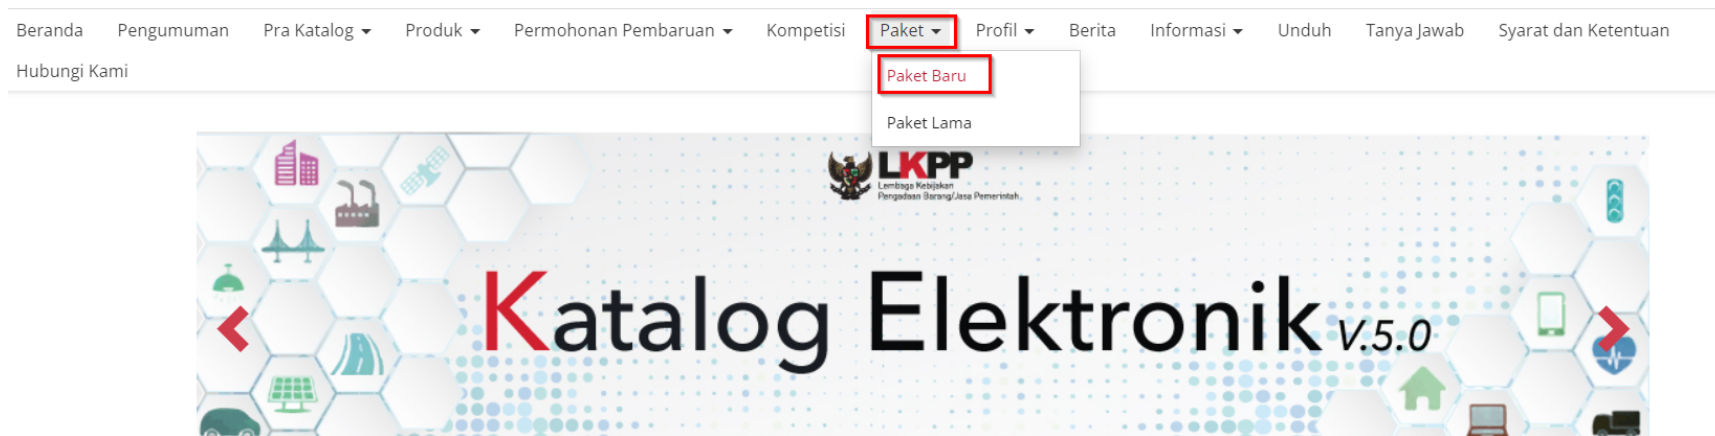 Beranda Pengumuman Pra Katalog Produk Permohonan Pembaruan Kompetisi Paket Profil Berita Informasi Unduh Tanya Jawab Syarat dan Ketentuan
Hubungi Kami
Paket Baru
Paket Lama
LKPP
Lembaga Kebijakan
Pengadaan Barang/Jasa Pemerintah
Katalog Elektronik V.5.0